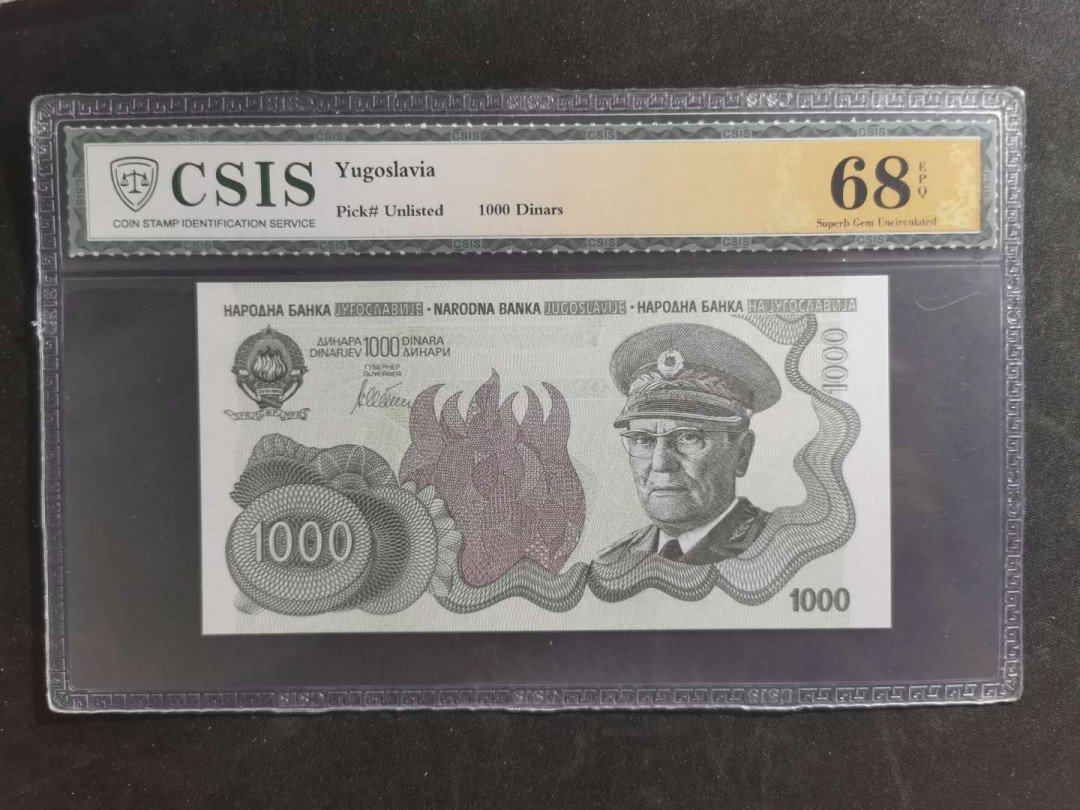 CSIS
COIN STAMP IDENTIFICATION SERVICE
Yugoslavia
Pick# Unlisted 1000 Dinars
68 EPQ
Superb Gem Uncirculated
НАРОДНА БАНКА ЈУГОСЛАВИЈЕ • NARODNA BANKA JUGOSLAVIJE • НАРОДНА БАНКА НА ЈУГОСЛАВИЈА
ДИНАРА 1000 DINARA
DINARJEV ДИНАРИ
ГУВЕРНЕР
GUVERNER
1000
1000
1000